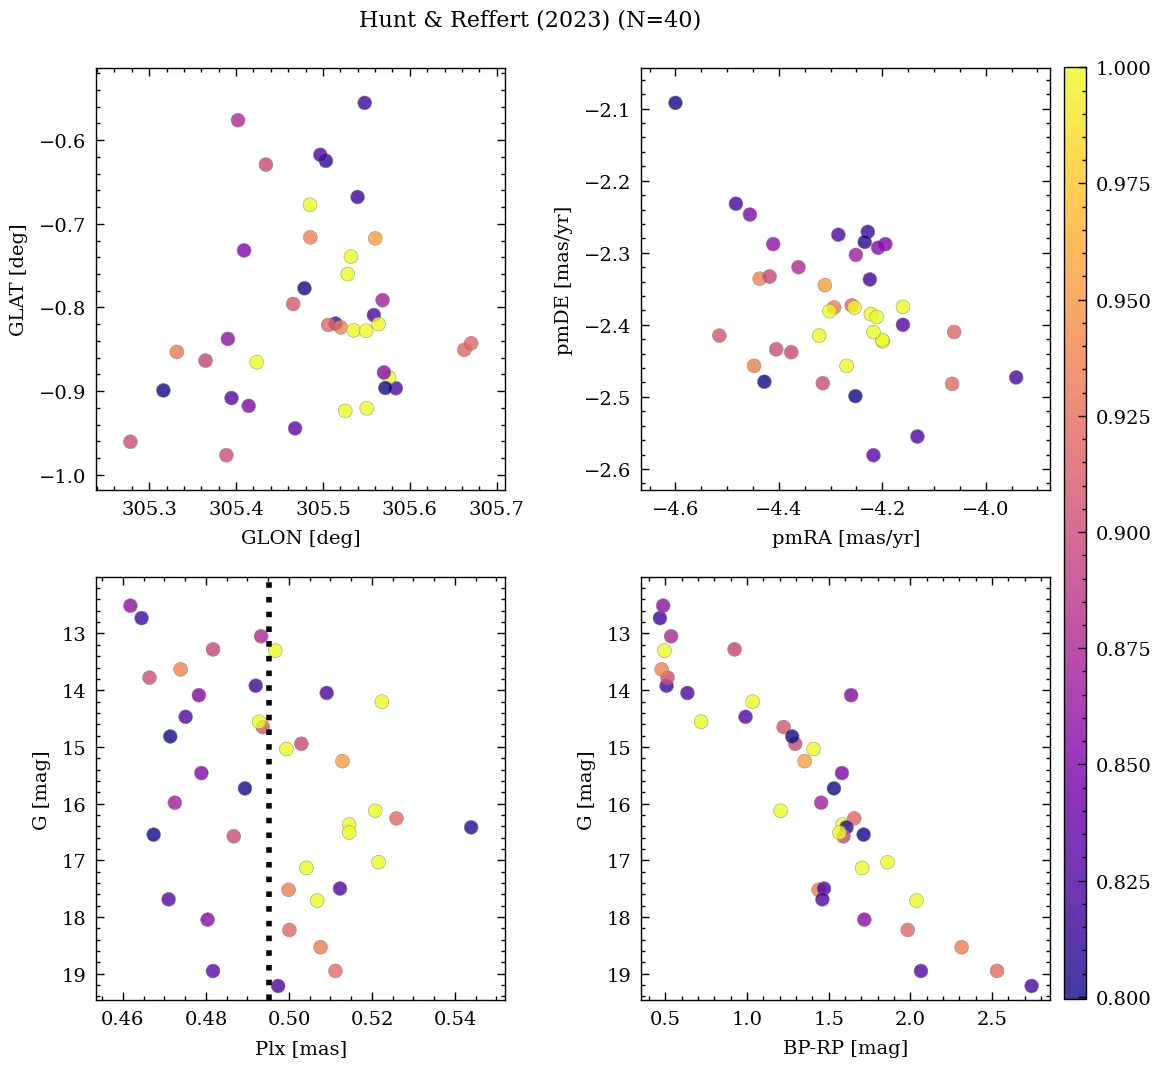 Hunt & Reffert (2023) (N=40)
−0.6
−0.7
−0.8
−0.9
−1.0
GLAT [deg]
305.3 305.4 305.5 305.6 305.7
GLON [deg]
−2.1
−2.2
−2.3
−2.4
−2.5
−2.6
pmDE [mas/yr]
−4.6 −4.4 −4.2 −4.0
pmRA [mas/yr]
13
14
15
16
17
18
19
G [mag]
0.46 0.48 0.50 0.52 0.54
Plx [mas]
13
14
15
16
17
18
19
G [mag]
0.5 1.0 1.5 2.0 2.5
BP-RP [mag]
1.000
0.975
0.950
0.925
0.900
0.875
0.850
0.825
0.800